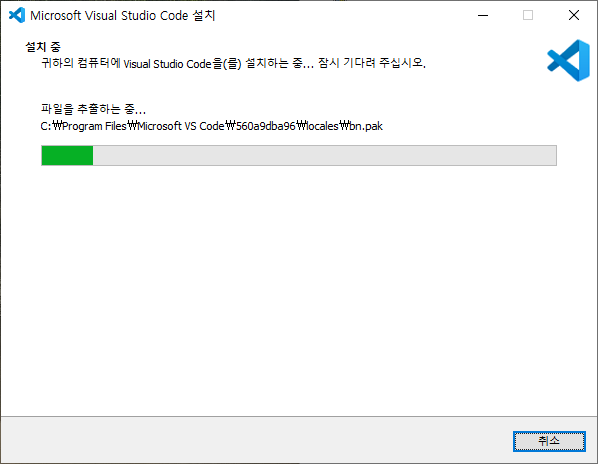 Microsoft Visual Studio Code 설치
설치 중
귀하의 컴퓨터에 Visual Studio Code을(를) 설치하는 중... 잠시 기다려 주십시오.
파일을 추출하는 중...
C:₩Program Files₩Microsoft VS Code₩560a9dba96₩locales₩bn.pak
취소